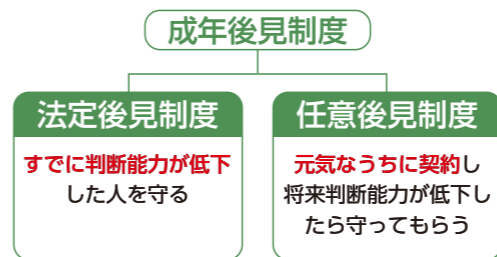 成年後見制度
法定後見制度
すでに判断能力が低下
した人を守る
任意後見制度
元気なうちに契約し
将来判断能力が低下し
たら守ってもらう